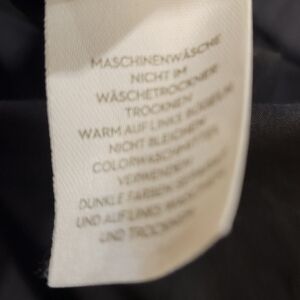 MASCHINENWÄSCHE
NICHT IM
WÄSCHETROCKNER
TROCKNEN
WARM AUF LINKS BÜGELN
NICHT BLEICHEN
COLORWASCHMITTEL
VERWENDEN
DUNKLE FARBEN
UND AUF LINKS WASCHEN
UND TROCKNEN